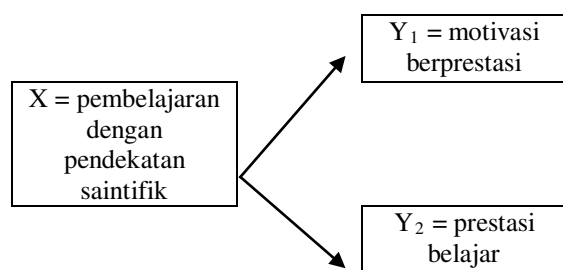 X = pembelajaran
dengan
pendekatan
saintifik
Y₁ = motivasi
berprestasi
Y₂ = prestasi
belajar